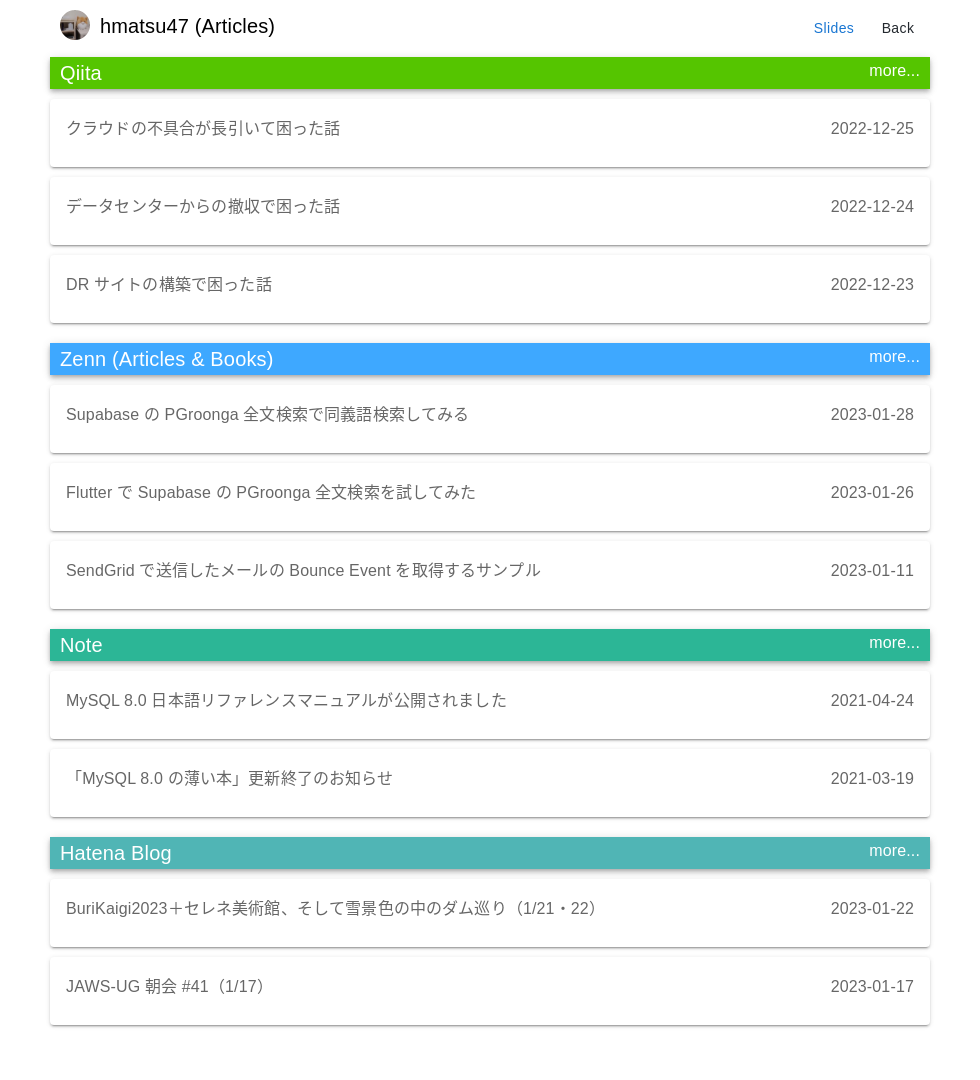 hmatsu47 (Articles)
Slides Back
Qiita more...
クラウドの不具合が長引いて困った話 2022-12-25
データセンターからの撤収で困った話 2022-12-24
DR サイトの構築で困った話 2022-12-23
Zenn (Articles & Books) more...
Supabase の PGroonga 全文検索で同義語検索してみる 2023-01-28
Flutter で Supabase の PGroonga 全文検索を試してみた 2023-01-26
SendGrid で送信したメールの Bounce Event を取得するサンプル 2023-01-11
Note more...
MySQL 8.0 日本語リファレンスマニュアルが公開されました 2021-04-24
「MySQL 8.0 の薄い本」更新終了のお知らせ 2021-03-19
Hatena Blog more...
BuriKaigi2023＋セレネ美術館、そして雪景色の中のダム巡り（1/21・22） 2023-01-22
JAWS-UG 朝会 #41（1/17） 2023-01-17